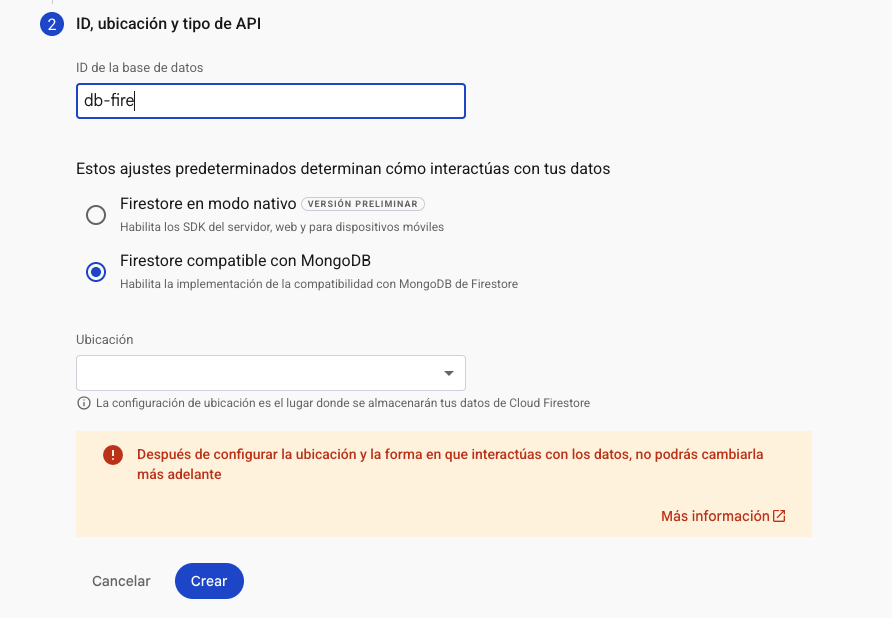 2 ID, ubicación y tipo de API
ID de la base de datos
db-fire
Estos ajustes predeterminados determinan cómo interactúas con tus datos
Firestore en modo nativo VERSIÓN PRELIMINAR
Habilita los SDK del servidor, web y para dispositivos móviles
Firestore compatible con MongoDB
Habilita la implementación de la compatibilidad con MongoDB de Firestore
Ubicación
La configuración de ubicación es el lugar donde se almacenarán tus datos de Cloud Firestore
Después de configurar la ubicación y la forma en que interactúas con los datos, no podrás cambiarla
más adelante
Más información
Cancelar Crear